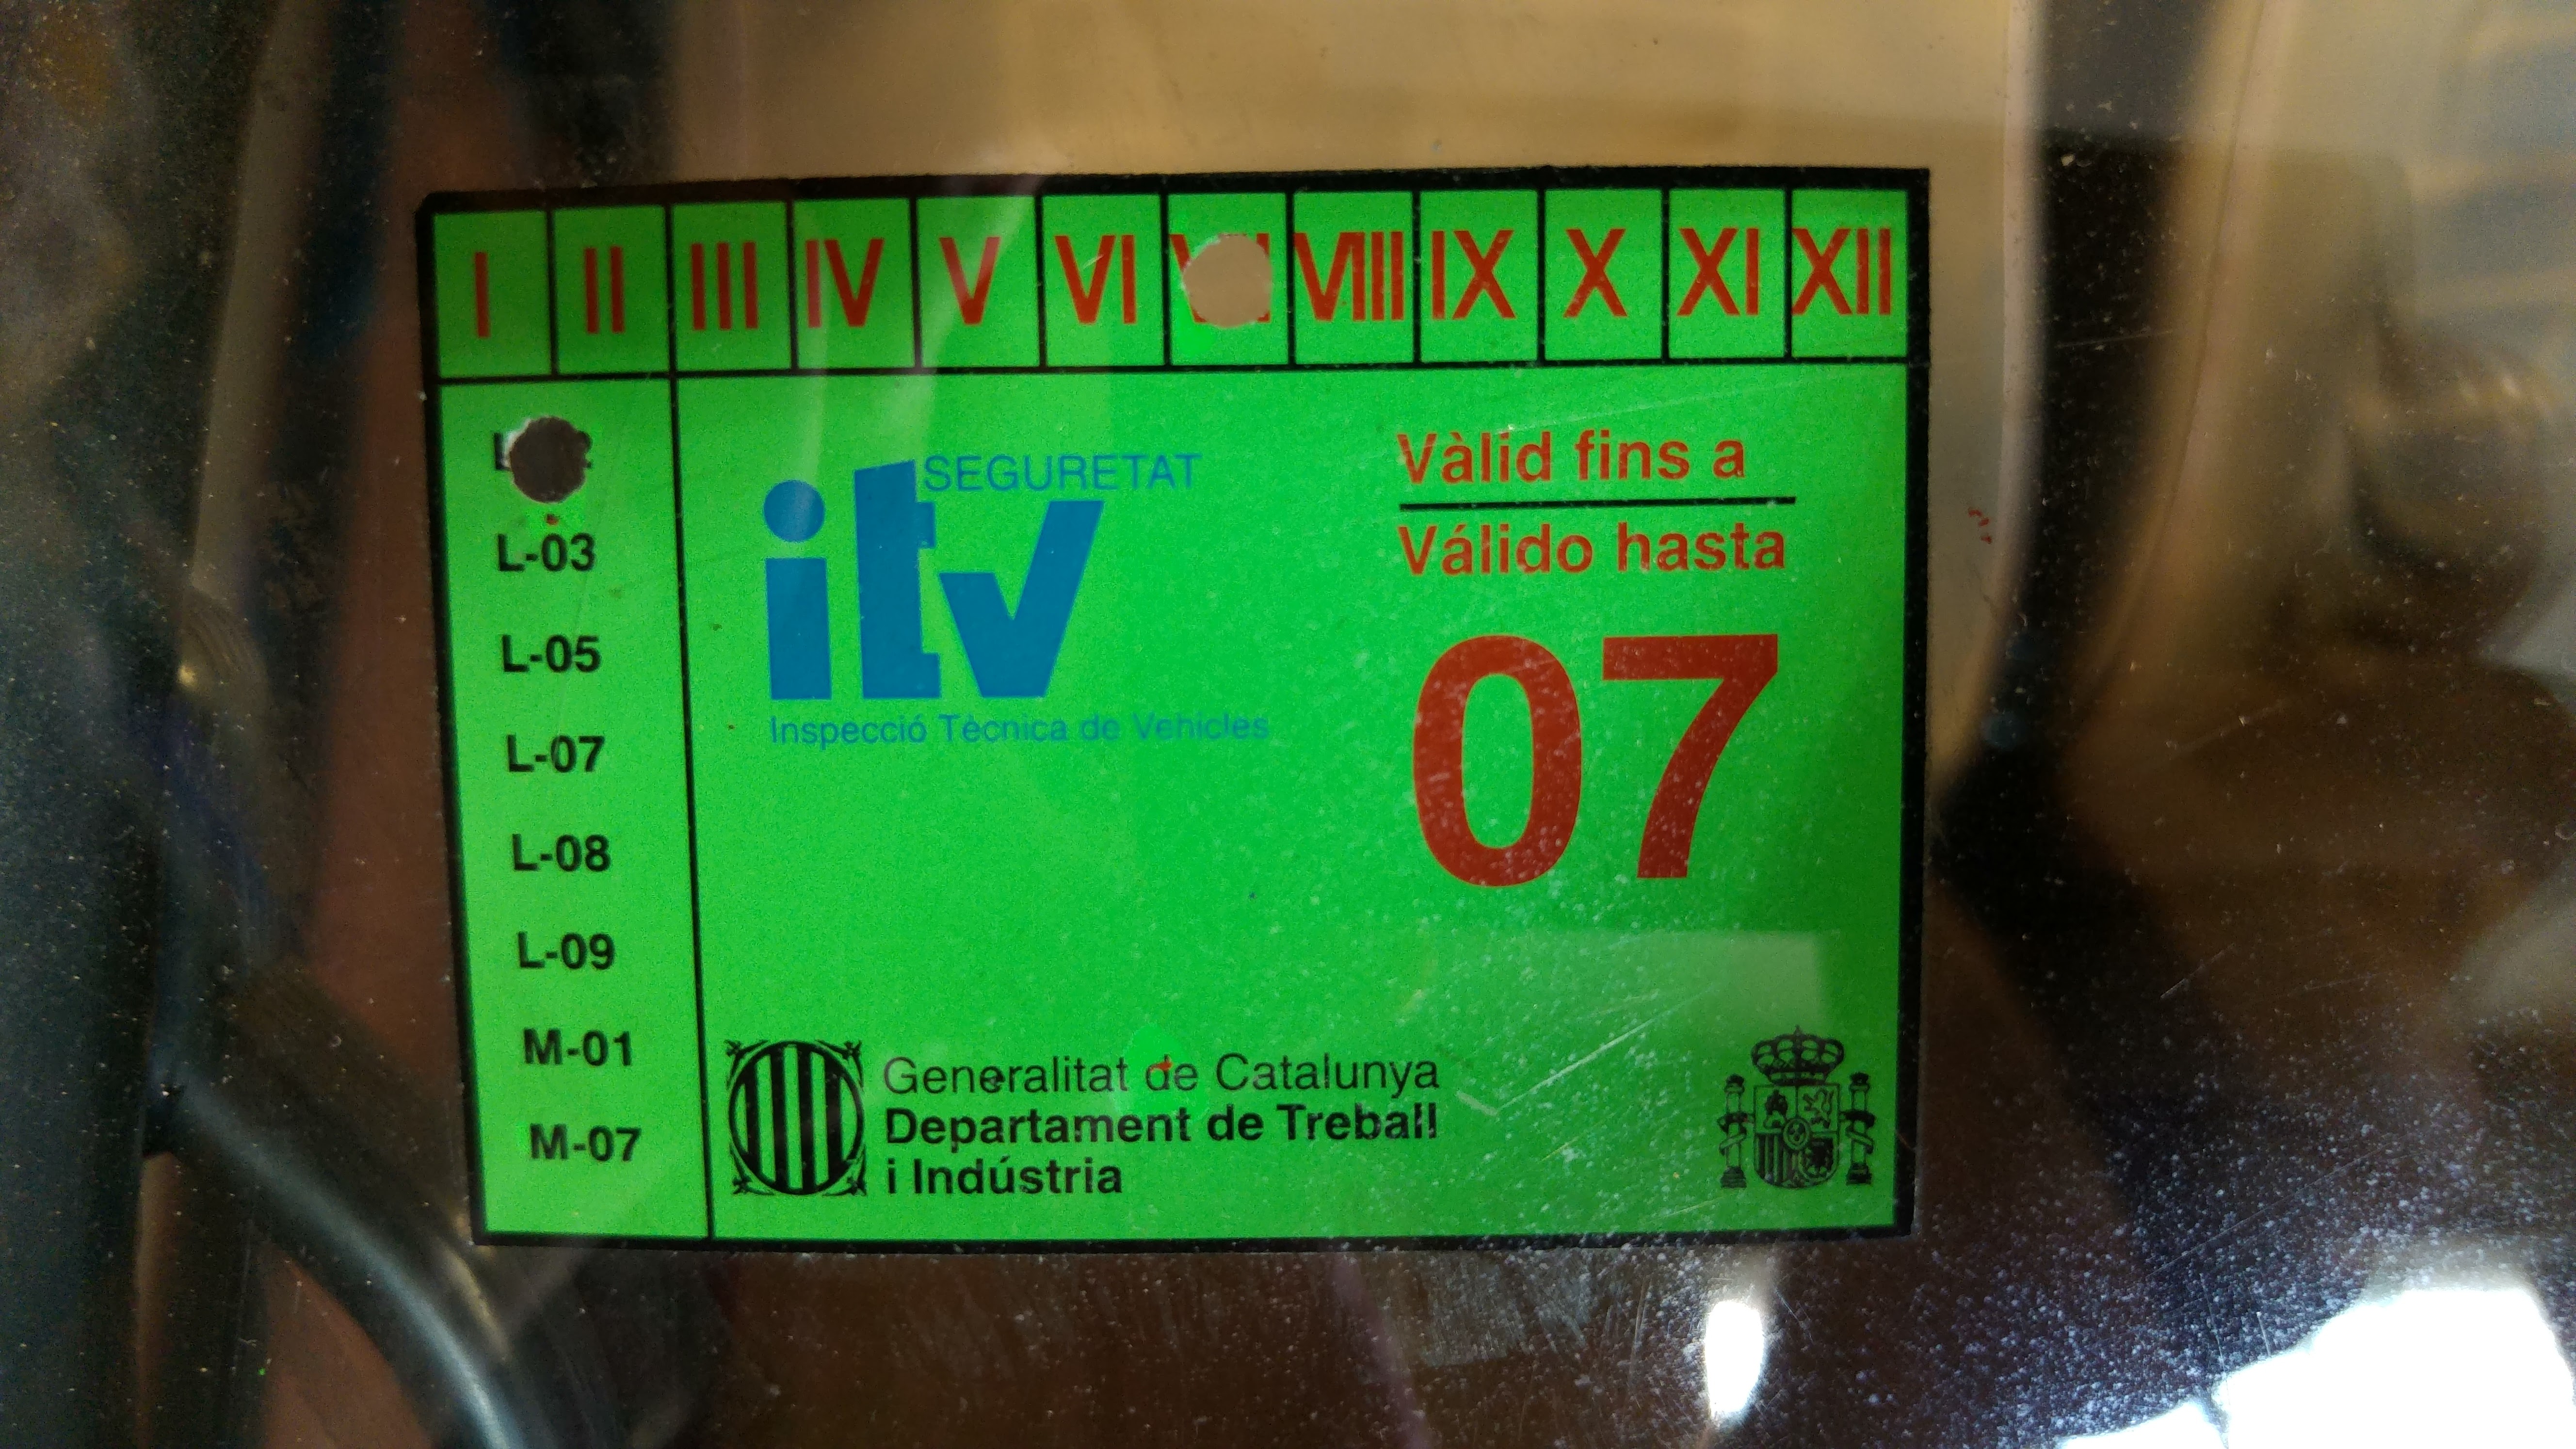 I II III IV V VI VIII IX X XI XII
L-03
L-05
L-07
L-08
L-09
M-01
M-07
SEGURETAT
itv
Inspecció Tècnica de Vehicles
Vàlid fins a
Válido hasta
07
Generalitat de Catalunya
Departament de Treball
i Indústria